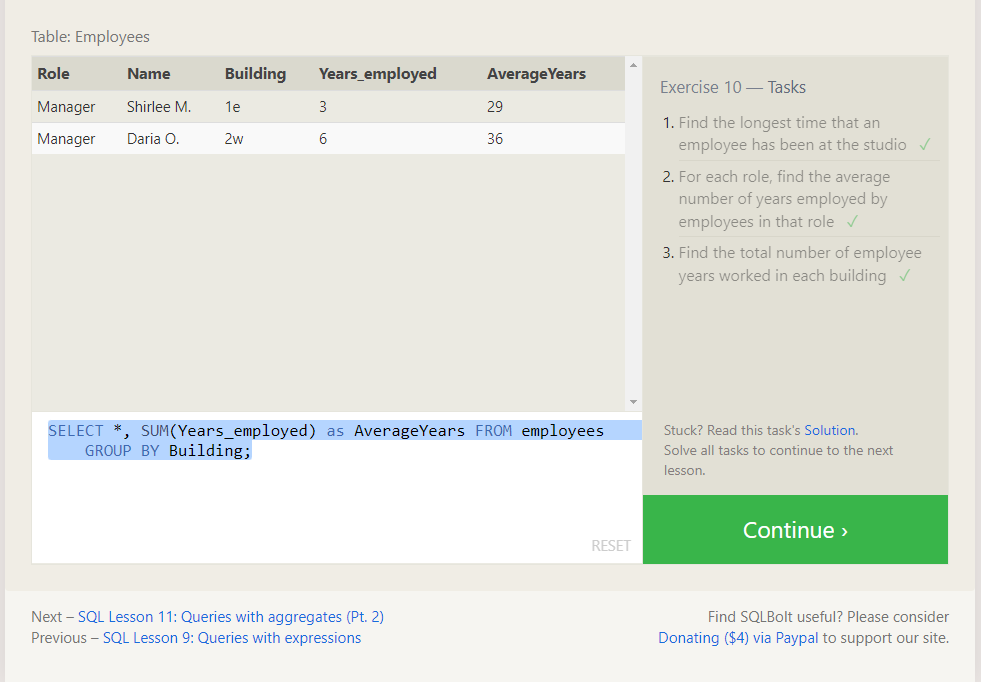 Table: Employees
Role Name Building Years_employed AverageYears
Manager Shirlee M. 1e 3 29
Manager Daria O. 2w 6 36
SELECT *, SUM(Years_employed) as AverageYears FROM employees
GROUP BY Building;
RESET
Exercise 10 — Tasks
1. Find the longest time that an
employee has been at the studio ✓
2. For each role, find the average
number of years employed by
employees in that role ✓
3. Find the total number of employee
years worked in each building ✓
Stuck? Read this task's Solution.
Solve all tasks to continue to the next
lesson.
Continue ›
Next – SQL Lesson 11: Queries with aggregates (Pt. 2)
Previous – SQL Lesson 9: Queries with expressions
Find SQLBolt useful? Please consider
Donating ($4) via Paypal to support our site.